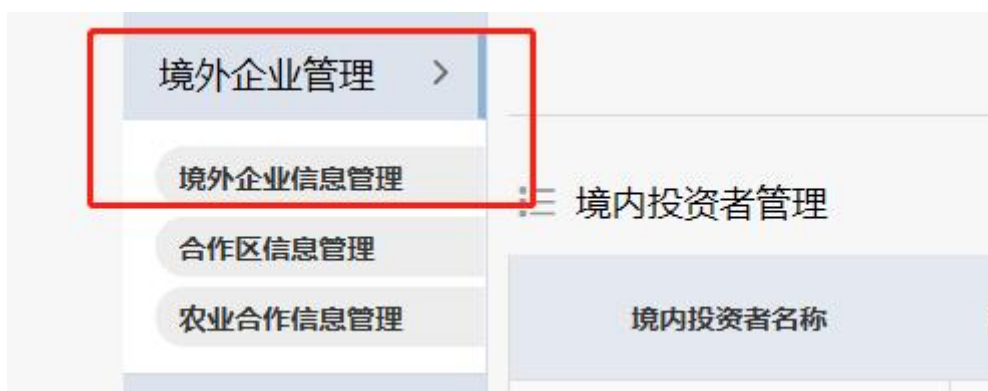 境外企业管理 >
境外企业信息管理
合作区信息管理
农业合作信息管理
境内投资者管理
境内投资者名称